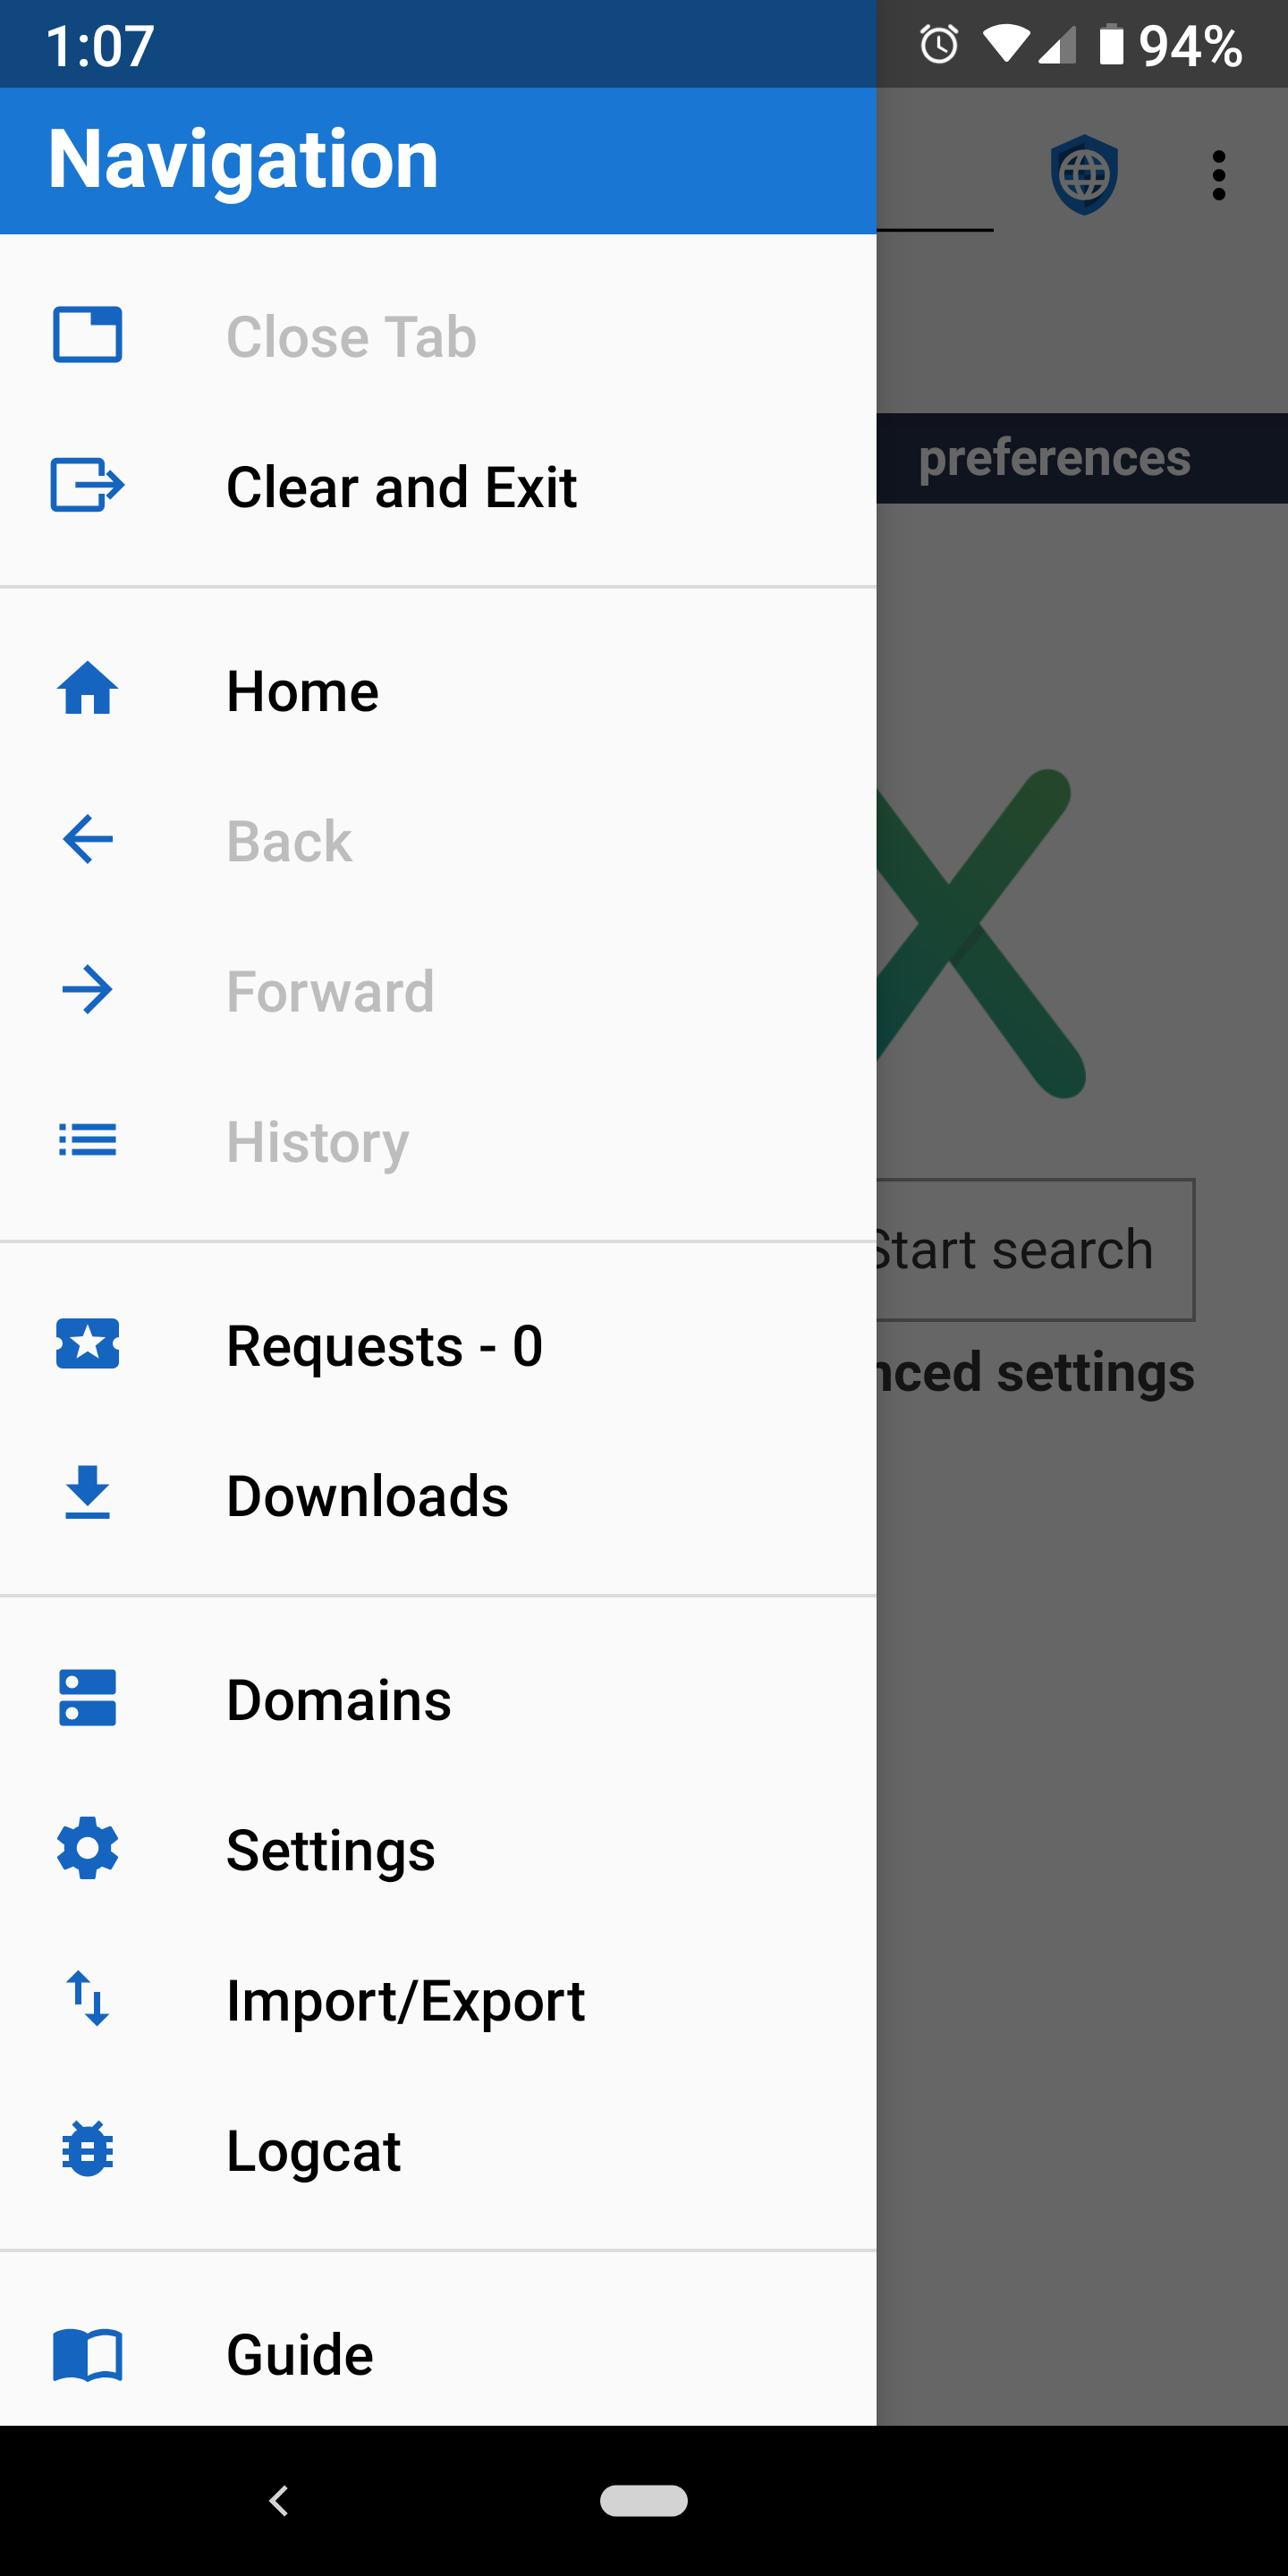 1:07
94%
Navigation
Close Tab
Clear and Exit
preferences
Home
Back
Forward
History
Start search
nced settings
Requests - 0
Downloads
Domains
Settings
Import/Export
Logcat
Guide